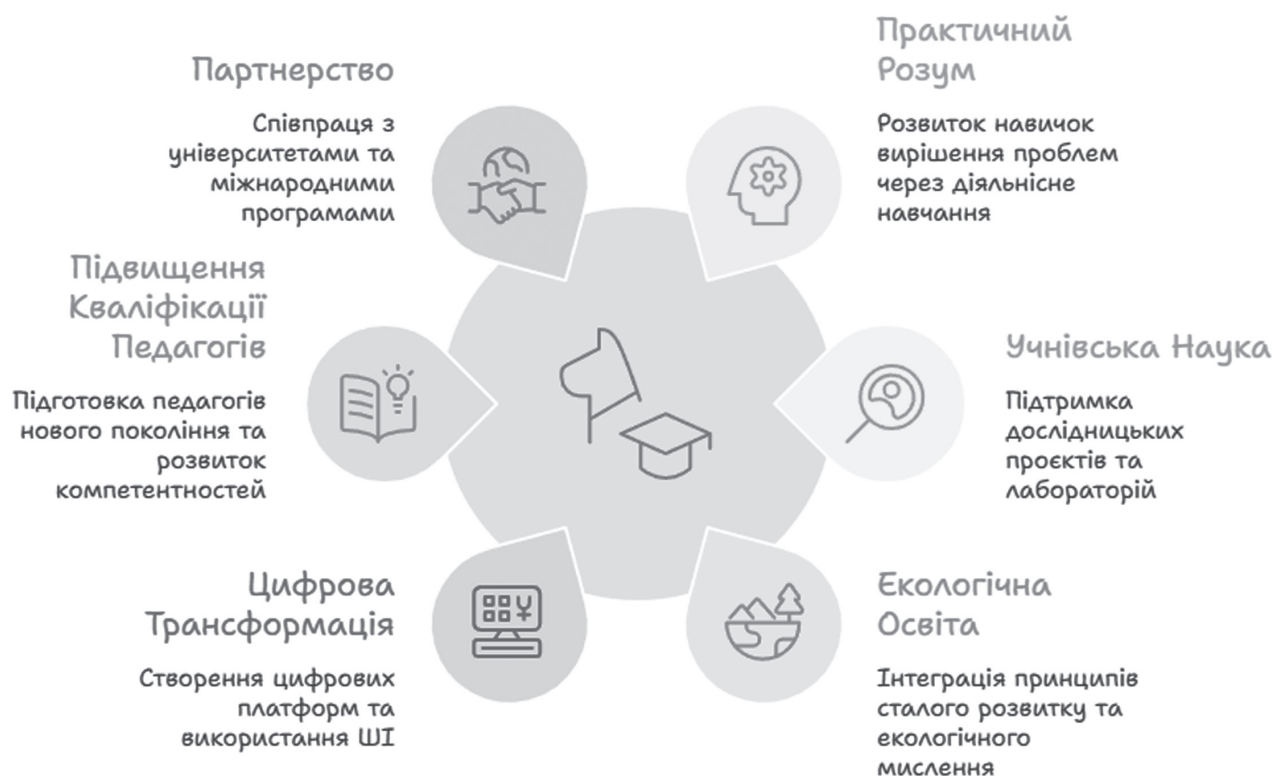 Партнерство
Співпраця з
університетами та
міжнародними
програмами
Практичний
Розум
Розвиток навичок
вирішення проблем
через діяльнісне
навчання
Підвищення
Кваліфікації
Педагогів
Підготовка педагогів
нового покоління та
розвиток
компетентностей
Учнівська Наука
Підтримка
дослідницьких
проєктів та
лабораторій
Цифрова
Трансформація
Створення цифрових
платформ та
використання ШІ
Екологічна
Освіта
Інтеграція принципів
сталого розвитку та
екологічного
мислення